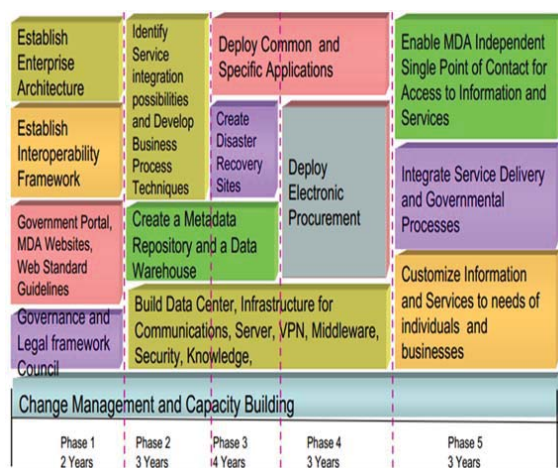 Establish
Enterprise
Architecture
Establish
Interoperability
Framework
Government Portal,
MDA Websites,
Web Standard
Guidelines
Governance and
Legal framework
Council
Identify
Service
integration
possibilities
and Develop
Business
Process
Techniques
Deploy Common and
Specific Applications
Create
Disaster
Recovery
Sites
Deploy
Electronic
Procurement
Create a Metadata
Repository and a Data
Warehouse
Build Data Center, Infrastructure for
Communications, Server, VPN, Middleware,
Security, Knowledge,
Enable MDA Independent
Single Point of Contact for
Access to Information and
Services
Integrate Service Delivery
and Governmental
Processes
Customize Information
and Services to needs of
individuals and
businesses
Change Management and Capacity Building
Phase 1
2 Years
Phase 2
3 Years
Phase 3
4 Years
Phase 4
3 Years
Phase 5
3 Years